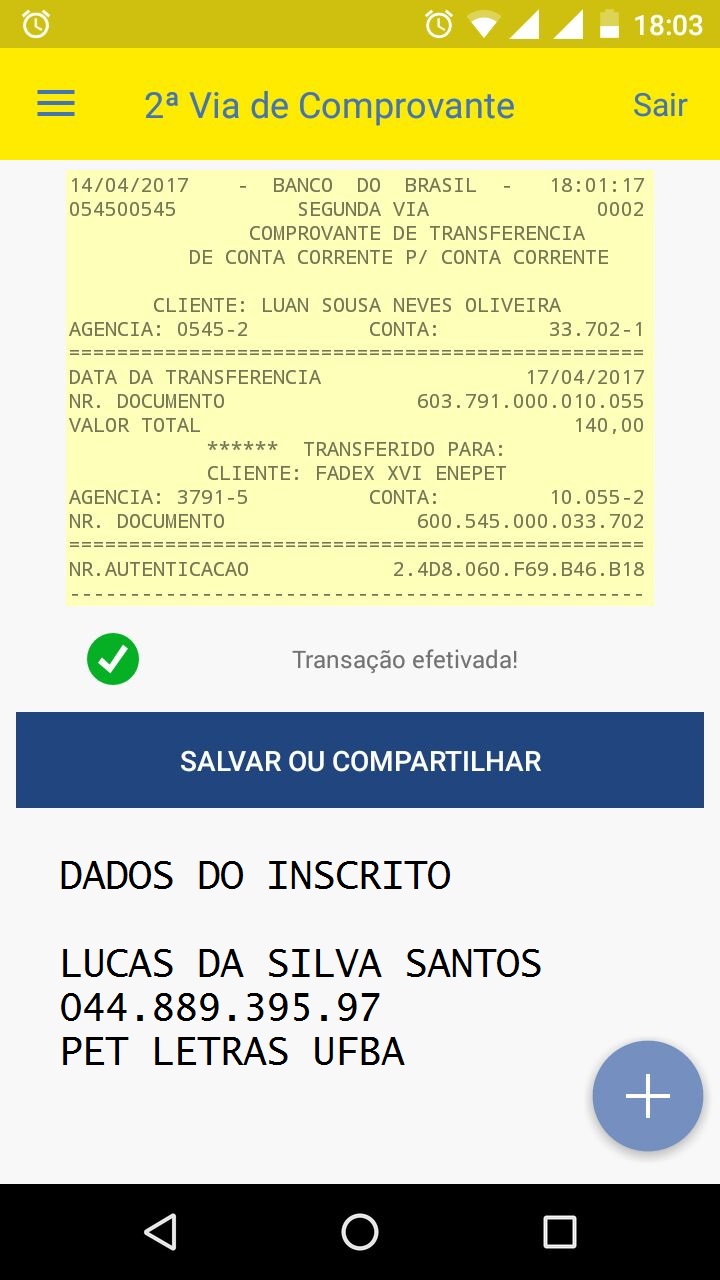 18:03
2ª Via de Comprovante Sair
14/04/2017 - BANCO DO BRASIL - 18:01:17
054500545 SEGUNDA VIA 0002
COMPROVANTE DE TRANSFERENCIA
DE CONTA CORRENTE P/ CONTA CORRENTE
CLIENTE: LUAN SOUSA NEVES OLIVEIRA
AGENCIA: 0545-2 CONTA: 33.702-1
================================================
DATA DA TRANSFERENCIA 17/04/2017
NR. DOCUMENTO 603.791.000.010.055
VALOR TOTAL 140,00
****** TRANSFERIDO PARA:
CLIENTE: FADEX XVI ENEPET
AGENCIA: 3791-5 CONTA: 10.055-2
NR. DOCUMENTO 600.545.000.033.702
================================================
NR.AUTENTICACAO 2.4D8.060.F69.B46.B18
------------------------------------------------
Transação efetivada!
SALVAR OU COMPARTILHAR
DADOS DO INSCRITO
LUCAS DA SILVA SANTOS
044.889.395.97
PET LETRAS UFBA